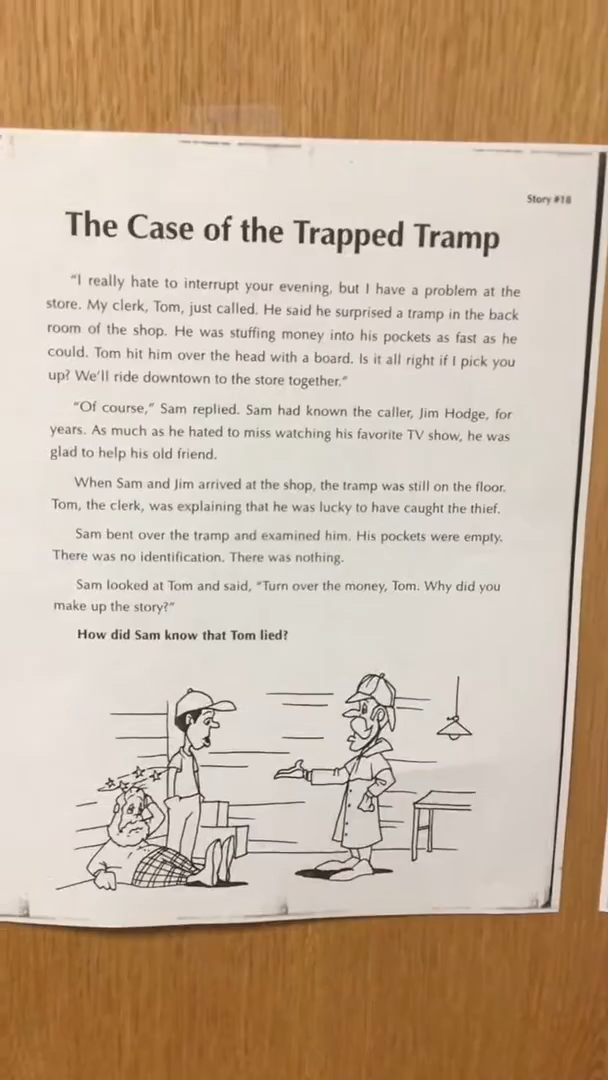 Story #18
The Case of the Trapped Tramp
"I really hate to interrupt your evening, but I have a problem at the
store. My clerk, Tom, just called. He said he surprised a tramp in the back
room of the shop. He was stuffing money into his pockets as fast as he
could. Tom hit him over the head with a board. Is it all right if I pick you
up? We'll ride downtown to the store together."
"Of course," Sam replied. Sam had known the caller, Jim Hodge, for
years. As much as he hated to miss watching his favorite TV show, he was
glad to help his old friend.
When Sam and Jim arrived at the shop, the tramp was still on the floor.
Tom, the clerk, was explaining that he was lucky to have caught the thief.
Sam bent over the tramp and examined him. His pockets were empty.
There was no identification. There was nothing.
Sam looked at Tom and said, "Turn over the money, Tom. Why did you
make up the story?"
How did Sam know that Tom lied?